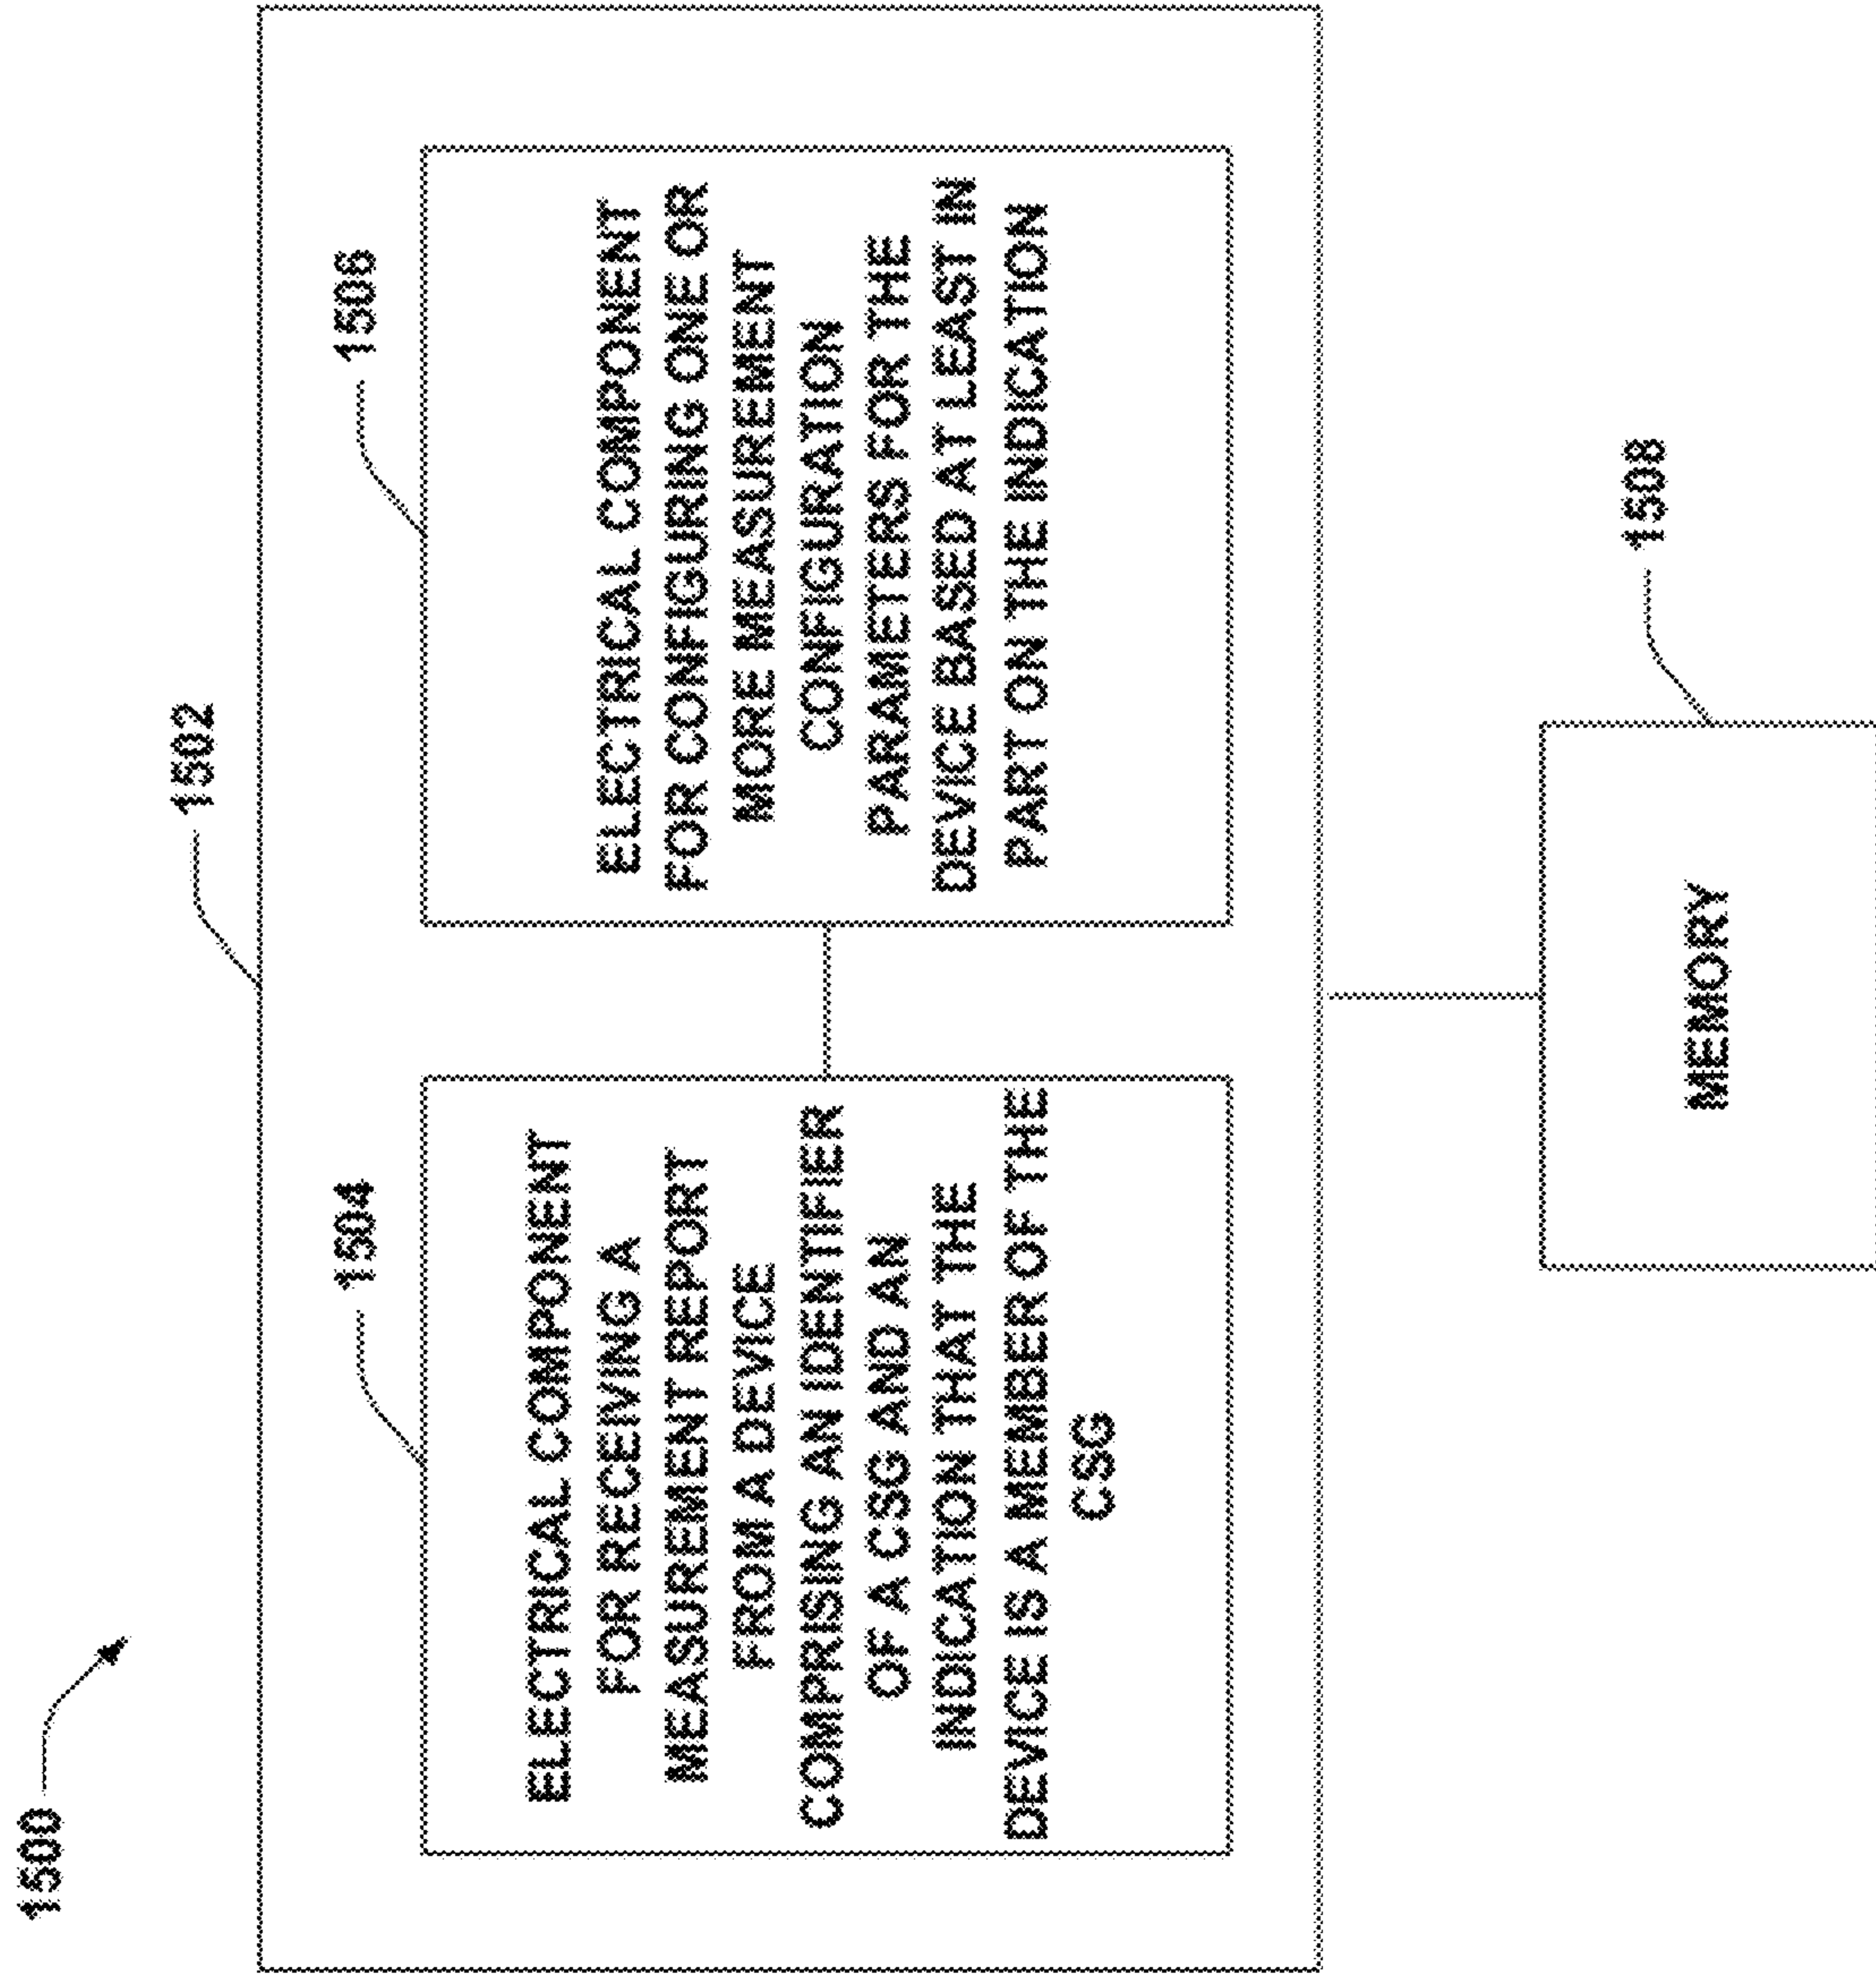 1500
1502
1504
ELECTRICAL COMPONENT
FOR RECEIVING A
MEASUREMENT REPORT
FROM A DEVICE
COMPRISING AN IDENTIFIER
OF A CSG AND AN
INDICATION THAT THE
DEVICE IS A MEMBER OF THE
CSG
1506
ELECTRICAL COMPONENT
FOR CONFIGURING ONE OR
MORE MEASUREMENT
CONFIGURATION
PARAMETERS FOR THE
DEVICE BASED AT LEAST IN
PART ON THE INDICATION
1508
MEMORY